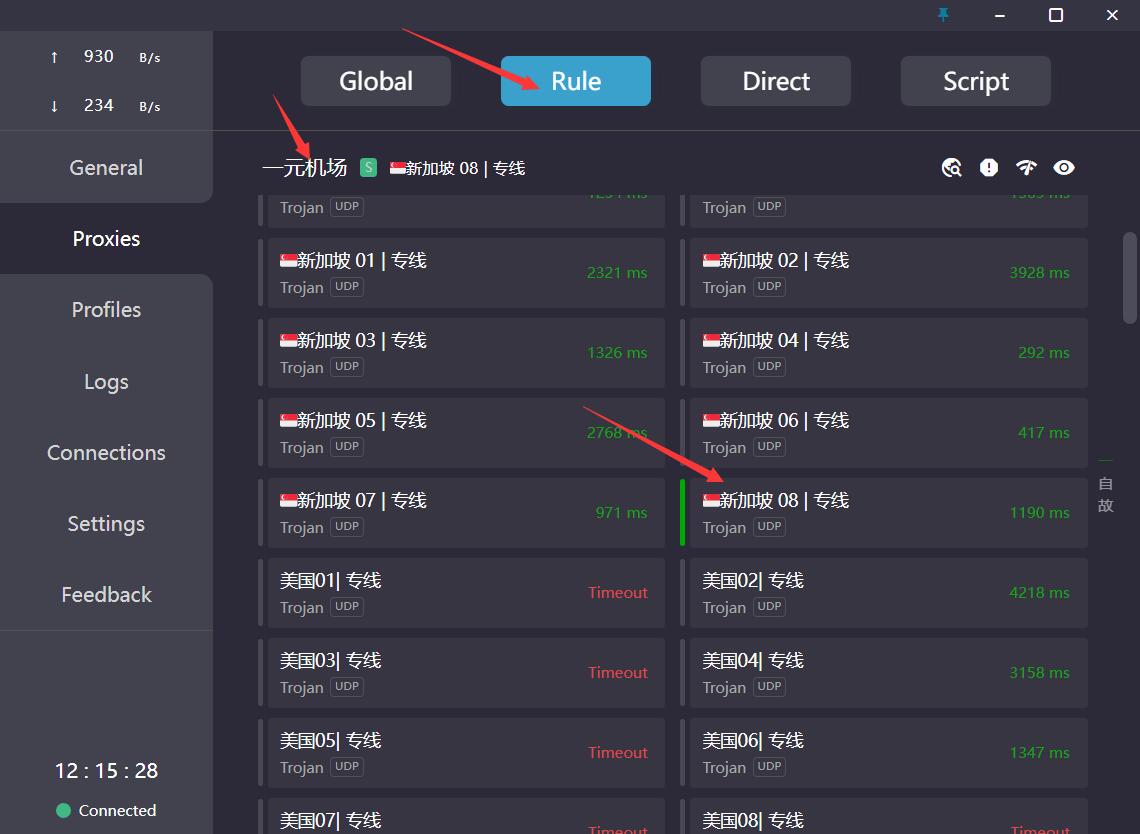 ↑ 930 B/s
↓ 234 B/s
General
Proxies
Profiles
Logs
Connections
Settings
Feedback
12 : 15 : 28
Connected
Global Rule Direct Script
一元机场 S 新加坡 08 | 专线
Trojan UDP
Trojan UDP
新加坡 01 | 专线
Trojan UDP 2321 ms
新加坡 02 | 专线
Trojan UDP 3928 ms
新加坡 03 | 专线
Trojan UDP 1326 ms
新加坡 04 | 专线
Trojan UDP 292 ms
新加坡 05 | 专线
Trojan UDP 2768 ms
新加坡 06 | 专线
Trojan UDP 417 ms
新加坡 07 | 专线
Trojan UDP 971 ms
新加坡 08 | 专线
Trojan UDP 1190 ms
美国01| 专线
Trojan UDP Timeout
美国02| 专线
Trojan UDP 4218 ms
美国03| 专线
Trojan UDP Timeout
美国04| 专线
Trojan UDP 3158 ms
美国05| 专线
Trojan UDP Timeout
美国06| 专线
Trojan UDP 1347 ms
美国07| 专线
Timeout
美国08| 专线
Timeout
一
自
故